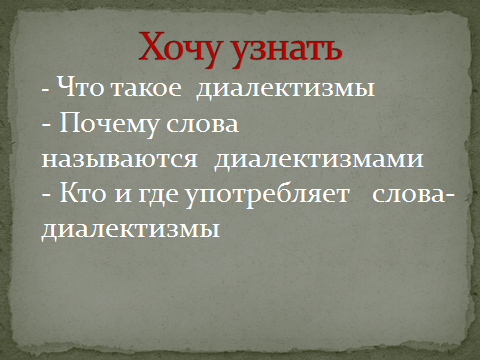 Хочу узнать
- Что такое диалектизмы
- Почему слова
называются диалектизмами
- Кто и где употребляет слова-
диалектизмы